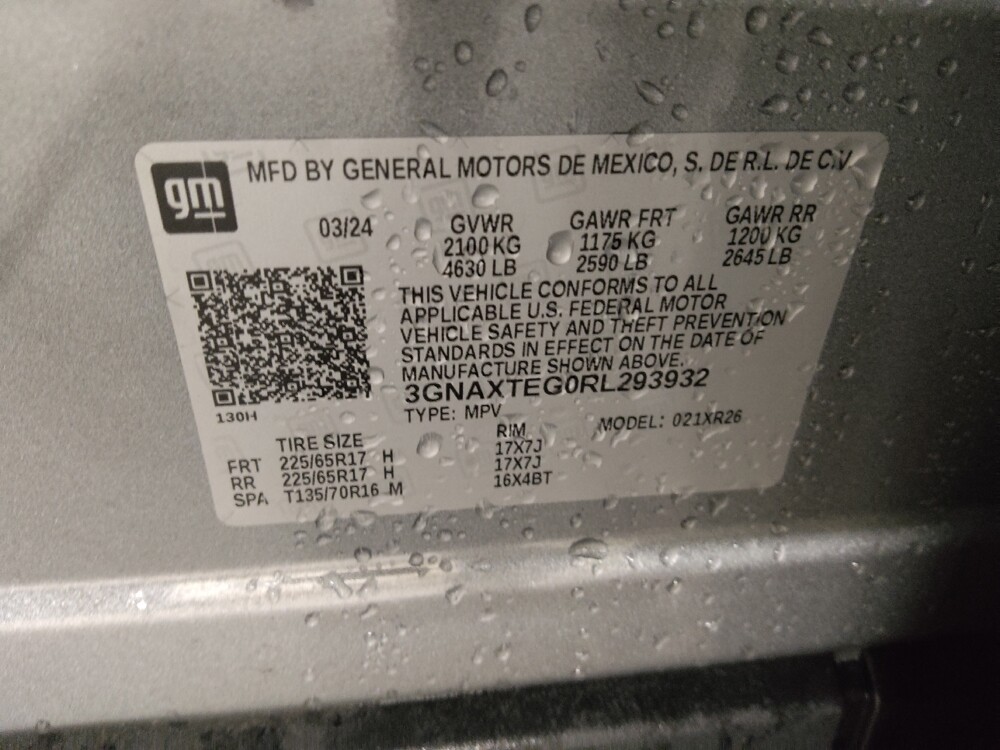 gm
MFD BY GENERAL MOTORS DE MEXICO, S. DE R.L. DE C.V
03/24 GVWR GAWR FRT GAWR RR
2100 KG 1175 KG 1200 KG
4630 LB 2590 LB 2645 LB
THIS VEHICLE CONFORMS TO ALL
APPLICABLE U.S. FEDERAL MOTOR
VEHICLE SAFETY AND THEFT PREVENTION
STANDARDS IN EFFECT ON THE DATE OF
MANUFACTURE SHOWN ABOVE.
3GNAXTEG0RL293932
130H TYPE: MPV MODEL: 021XR26
TIRE SIZE RIM
FRT 225/65R17 H 17X7J
RR 225/65R17 H 17X7J
SPA T135/70R16 M 16X4BT